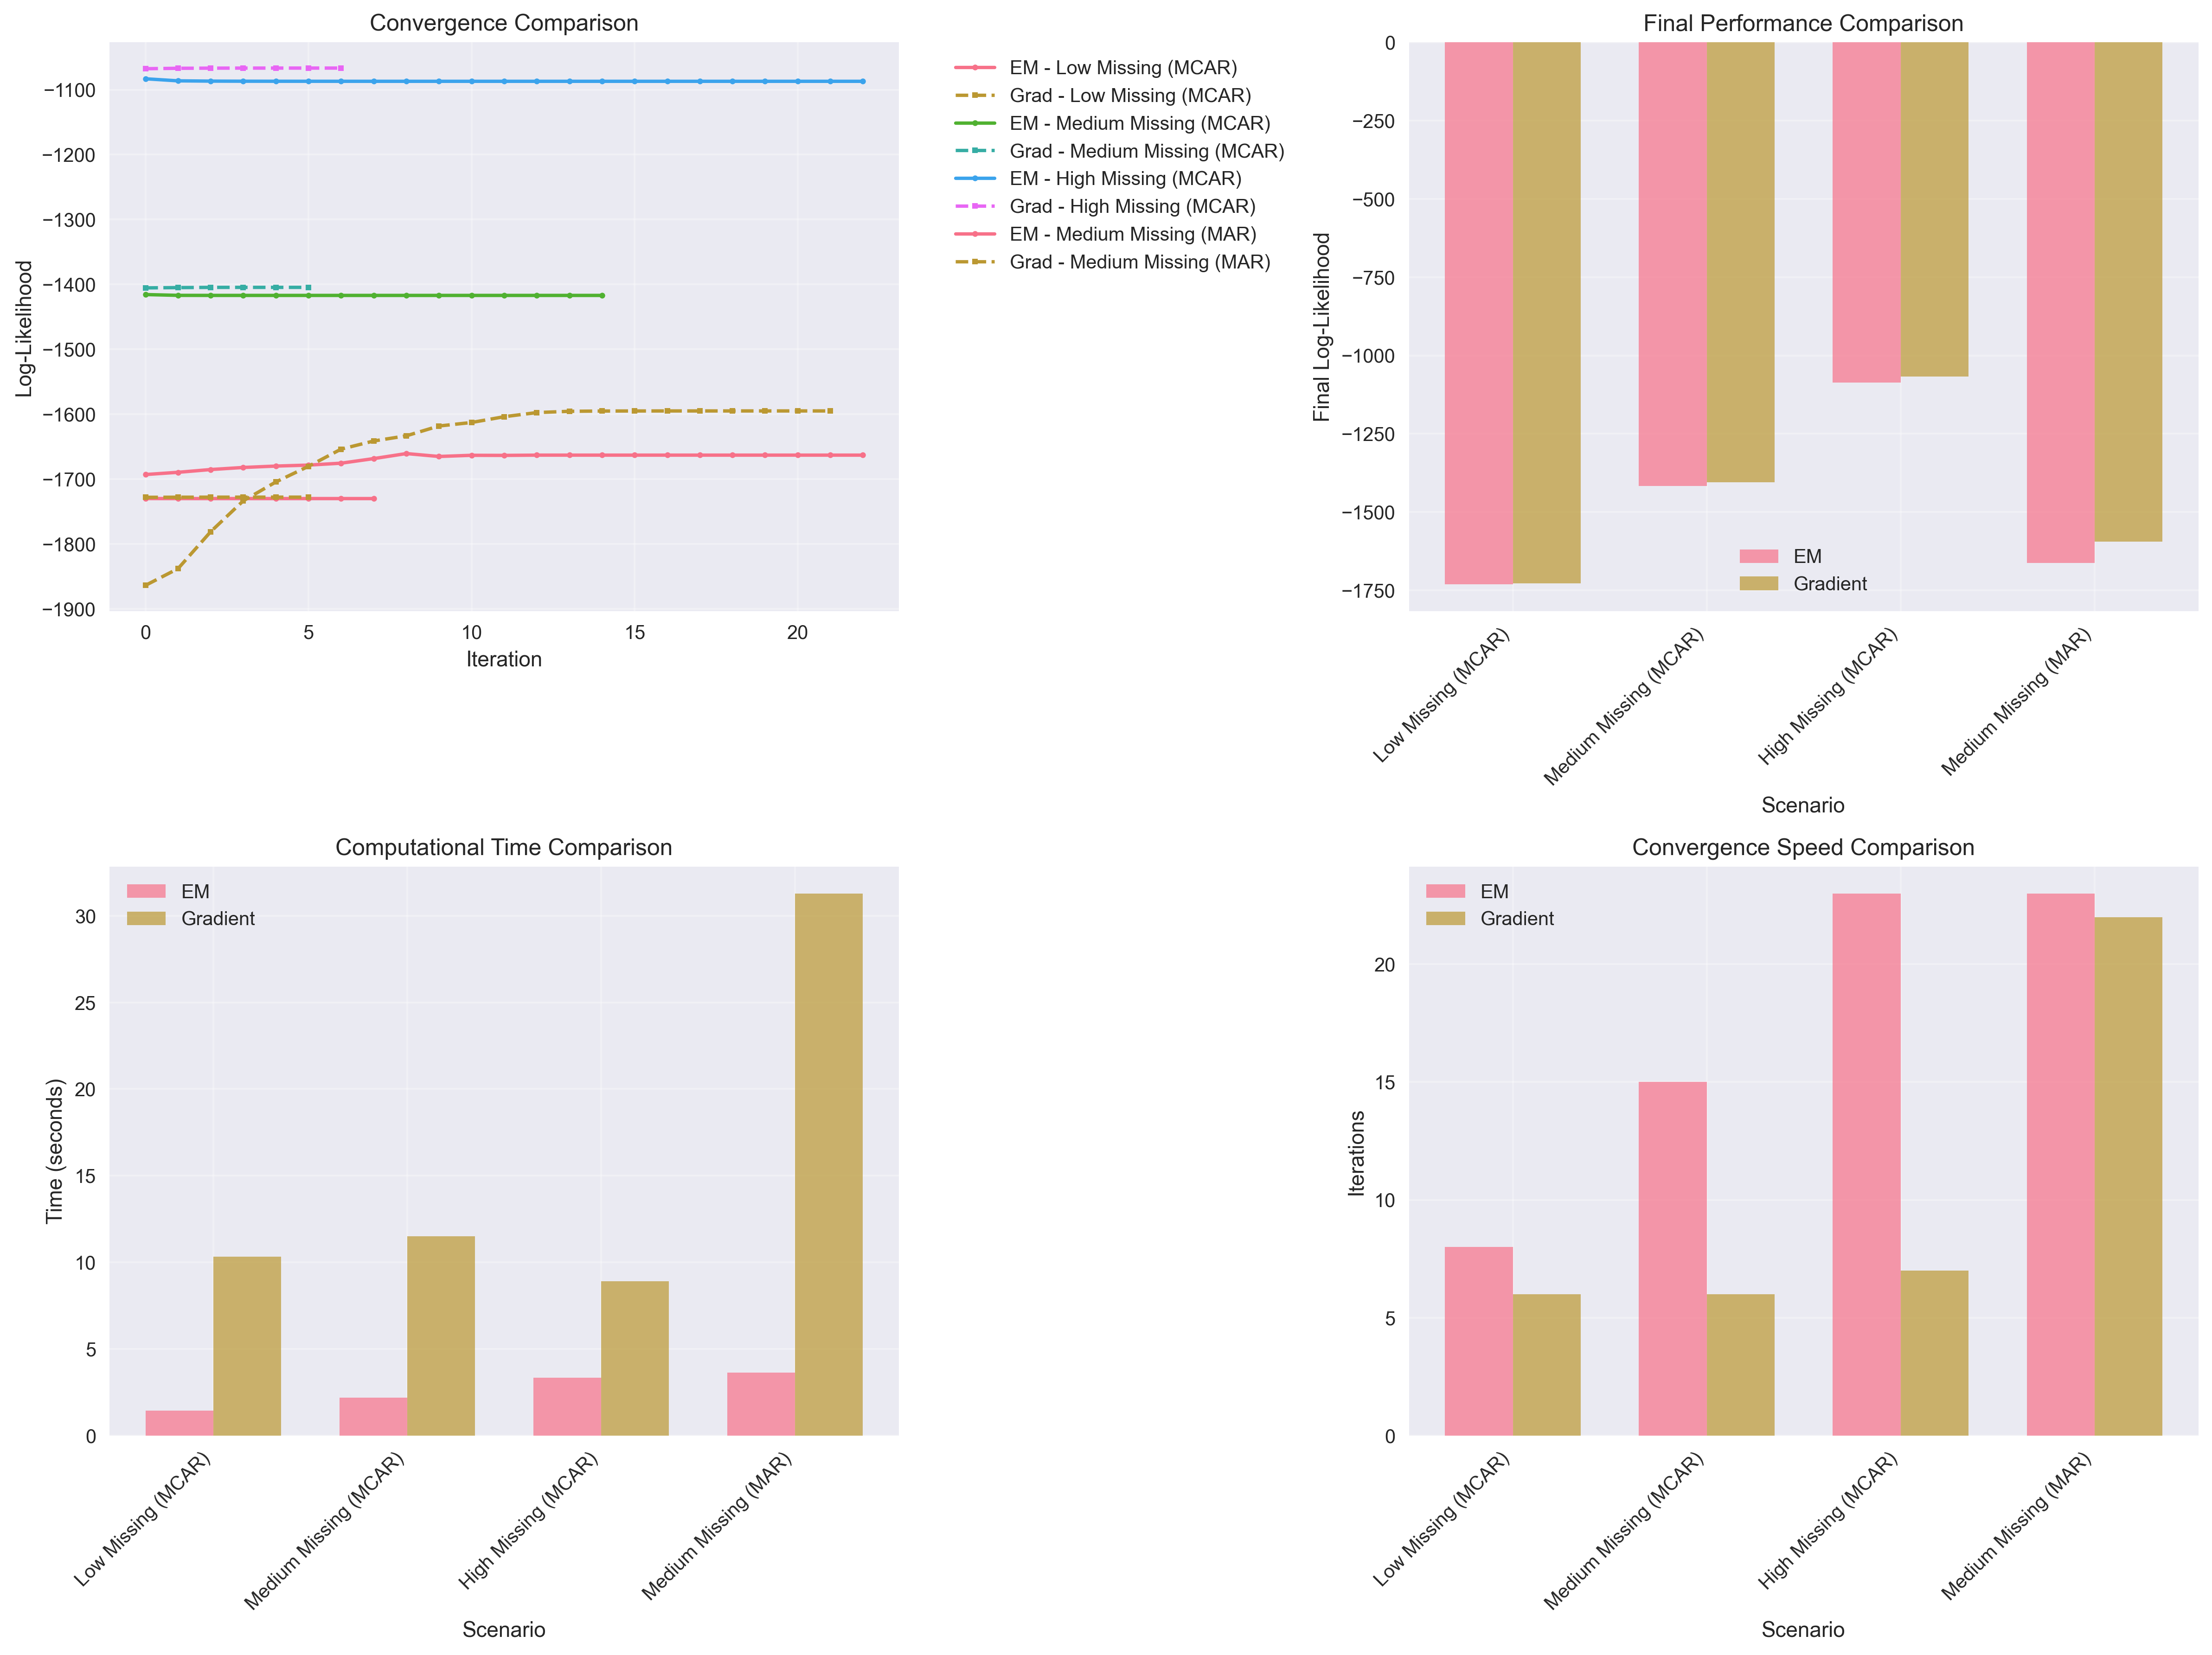 Convergence Comparison
Log-Likelihood
−1100
−1200
−1300
−1400
−1500
−1600
−1700
−1800
−1900
0
5
10
15
20
Iteration
EM - Low Missing (MCAR)
Grad - Low Missing (MCAR)
EM - Medium Missing (MCAR)
Grad - Medium Missing (MCAR)
EM - High Missing (MCAR)
Grad - High Missing (MCAR)
EM - Medium Missing (MAR)
Grad - Medium Missing (MAR)
Final Performance Comparison
Final Log-Likelihood
0
−250
−500
−750
−1000
−1250
−1500
−1750
EM
Gradient
Low Missing (MCAR)
Medium Missing (MCAR)
High Missing (MCAR)
Medium Missing (MAR)
Scenario
Computational Time Comparison
Time (seconds)
EM
Gradient
30
25
20
15
10
5
0
Low Missing (MCAR)
Medium Missing (MCAR)
High Missing (MCAR)
Medium Missing (MAR)
Scenario
Convergence Speed Comparison
Iterations
EM
Gradient
20
15
10
5
0
Low Missing (MCAR)
Medium Missing (MCAR)
High Missing (MCAR)
Medium Missing (MAR)
Scenario